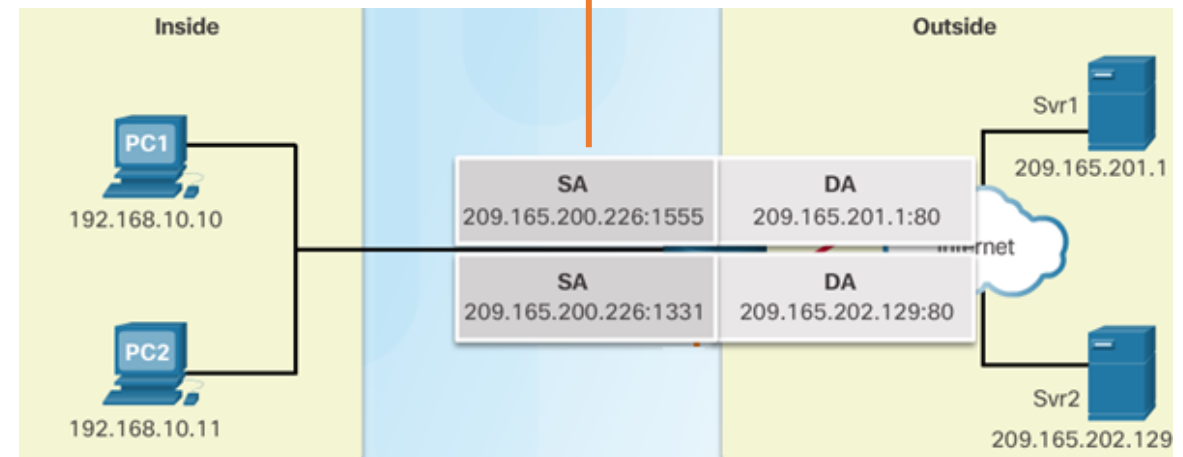 Inside
Outside
PC1
192.168.10.10
Svr1
209.165.201.1
SA
DA
209.165.200.226:1555
209.165.201.1:80
SA
DA
209.165.200.226:1331
209.165.202.129:80
PC2
192.168.10.11
Svr2
209.165.202.129